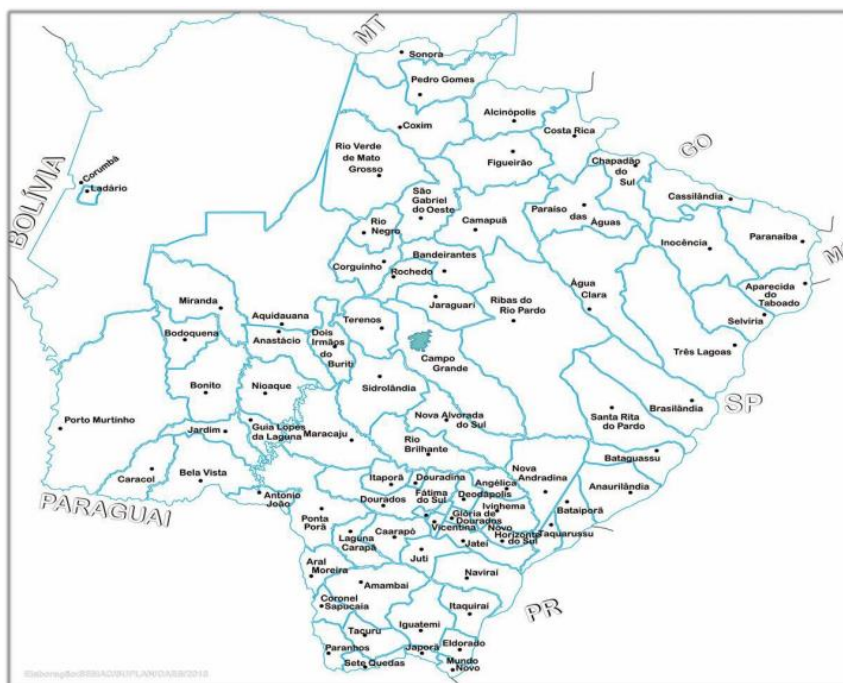 MT
Sonora
Pedro Gomes
Alcinópolis
Coxim
Costa Rica
GO
Rio Verde
de Mato
Grosso
Figueirão
Chapadão
do
Sul
BOLÍVIA
Corumbá
Ladário
São
Gabriel
do Oeste
Cassilândia
Camapuã
Paraíso
das
Águas
Rio
Negro
Inocência
Paranaíba
Corguinho
Bandeirantes
Rochedo
Água
Clara
Aparecida
do
Taboado
Miranda
Jaraguari
Ribas do
Rio Pardo
Selvíria
Aquidauana
Terenos
Bodoquena
Anastácio
Dois
Irmãos
do
Buriti
Campo
Grande
Três Lagoas
Bonito
Nioaque
Sidrolândia
SP
Brasilândia
Porto Murtinho
Nova Alvorada
do Sul
Santa Rita
do Pardo
Guia Lopes
da Laguna
Jardim
Maracaju
Rio
Brilhante
Bataguassu
Caracol
Bela Vista
Itaporã
Douradina
Angélica
Nova
Andradina
Anaurilândia
PARAGUAI
Antonio
João
Dourados
Fátima
do Sul
Deodápolis
Ivinhema
Bataiporã
Ponta
Porã
Glória de
Dourados
Vicentina
Novo
Horizonte
do Sul
Taquarussu
Laguna
Carapã
Caarapó
Jateí
Juti
Aral
Moreira
Amambai
Naviraí
Coronel
Sapucaia
Itaquiraí
PR
Tacuru
Iguatemi
Paranhos
Japorã
Eldorado
Sete Quedas
Mundo
Novo